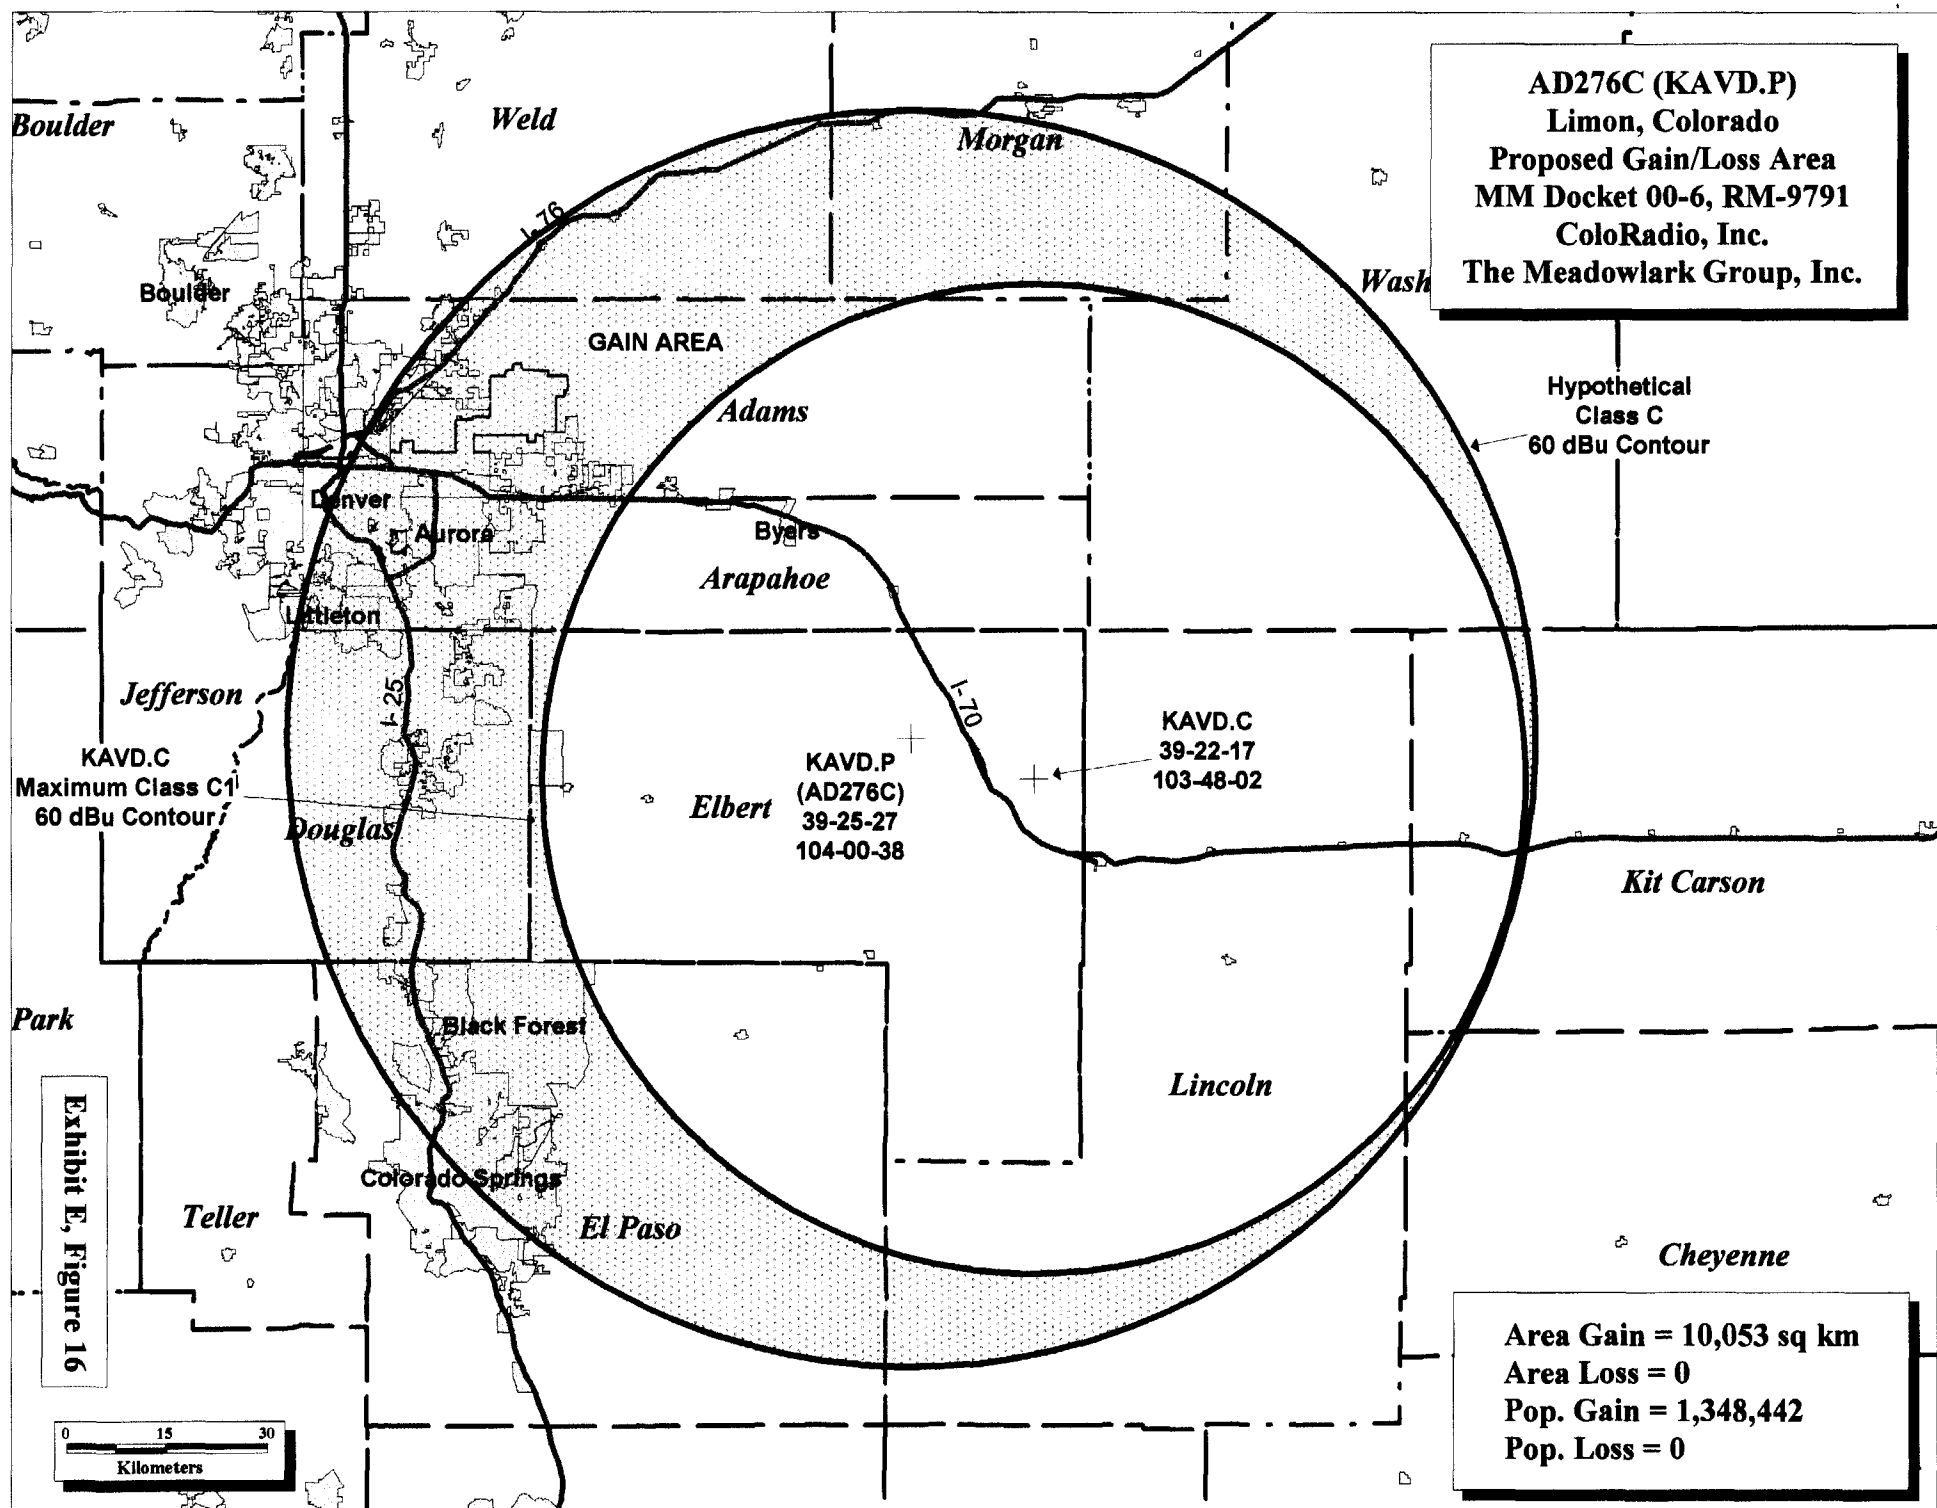 AD276C (KAVD.P)
Limon, Colorado
Proposed Gain/Loss Area
MM Docket 00-6, RM-9791
ColoRadio, Inc.
The Meadowlark Group, Inc.
Boulder
Weld
Morgan
I-76
Boulder
Wash
GAIN AREA
Adams
Hypothetical
Class C
60 dBu Contour
Denver
Aurora
Byers
Arapahoe
Littleton
Jefferson
I-25
I-70
KAVD.C
39-22-17
103-48-02
KAVD.C
Maximum Class C1
60 dBu Contour
KAVD.P
(AD276C)
39-25-27
104-00-38
Elbert
Douglas
Kit Carson
Park
Black Forest
Lincoln
Colorado Springs
Teller
El Paso
Cheyenne
Exhibit E, Figure 16
Area Gain = 10,053 sq km
Area Loss = 0
Pop. Gain = 1,348,442
Pop. Loss = 0
0 15 30
Kilometers